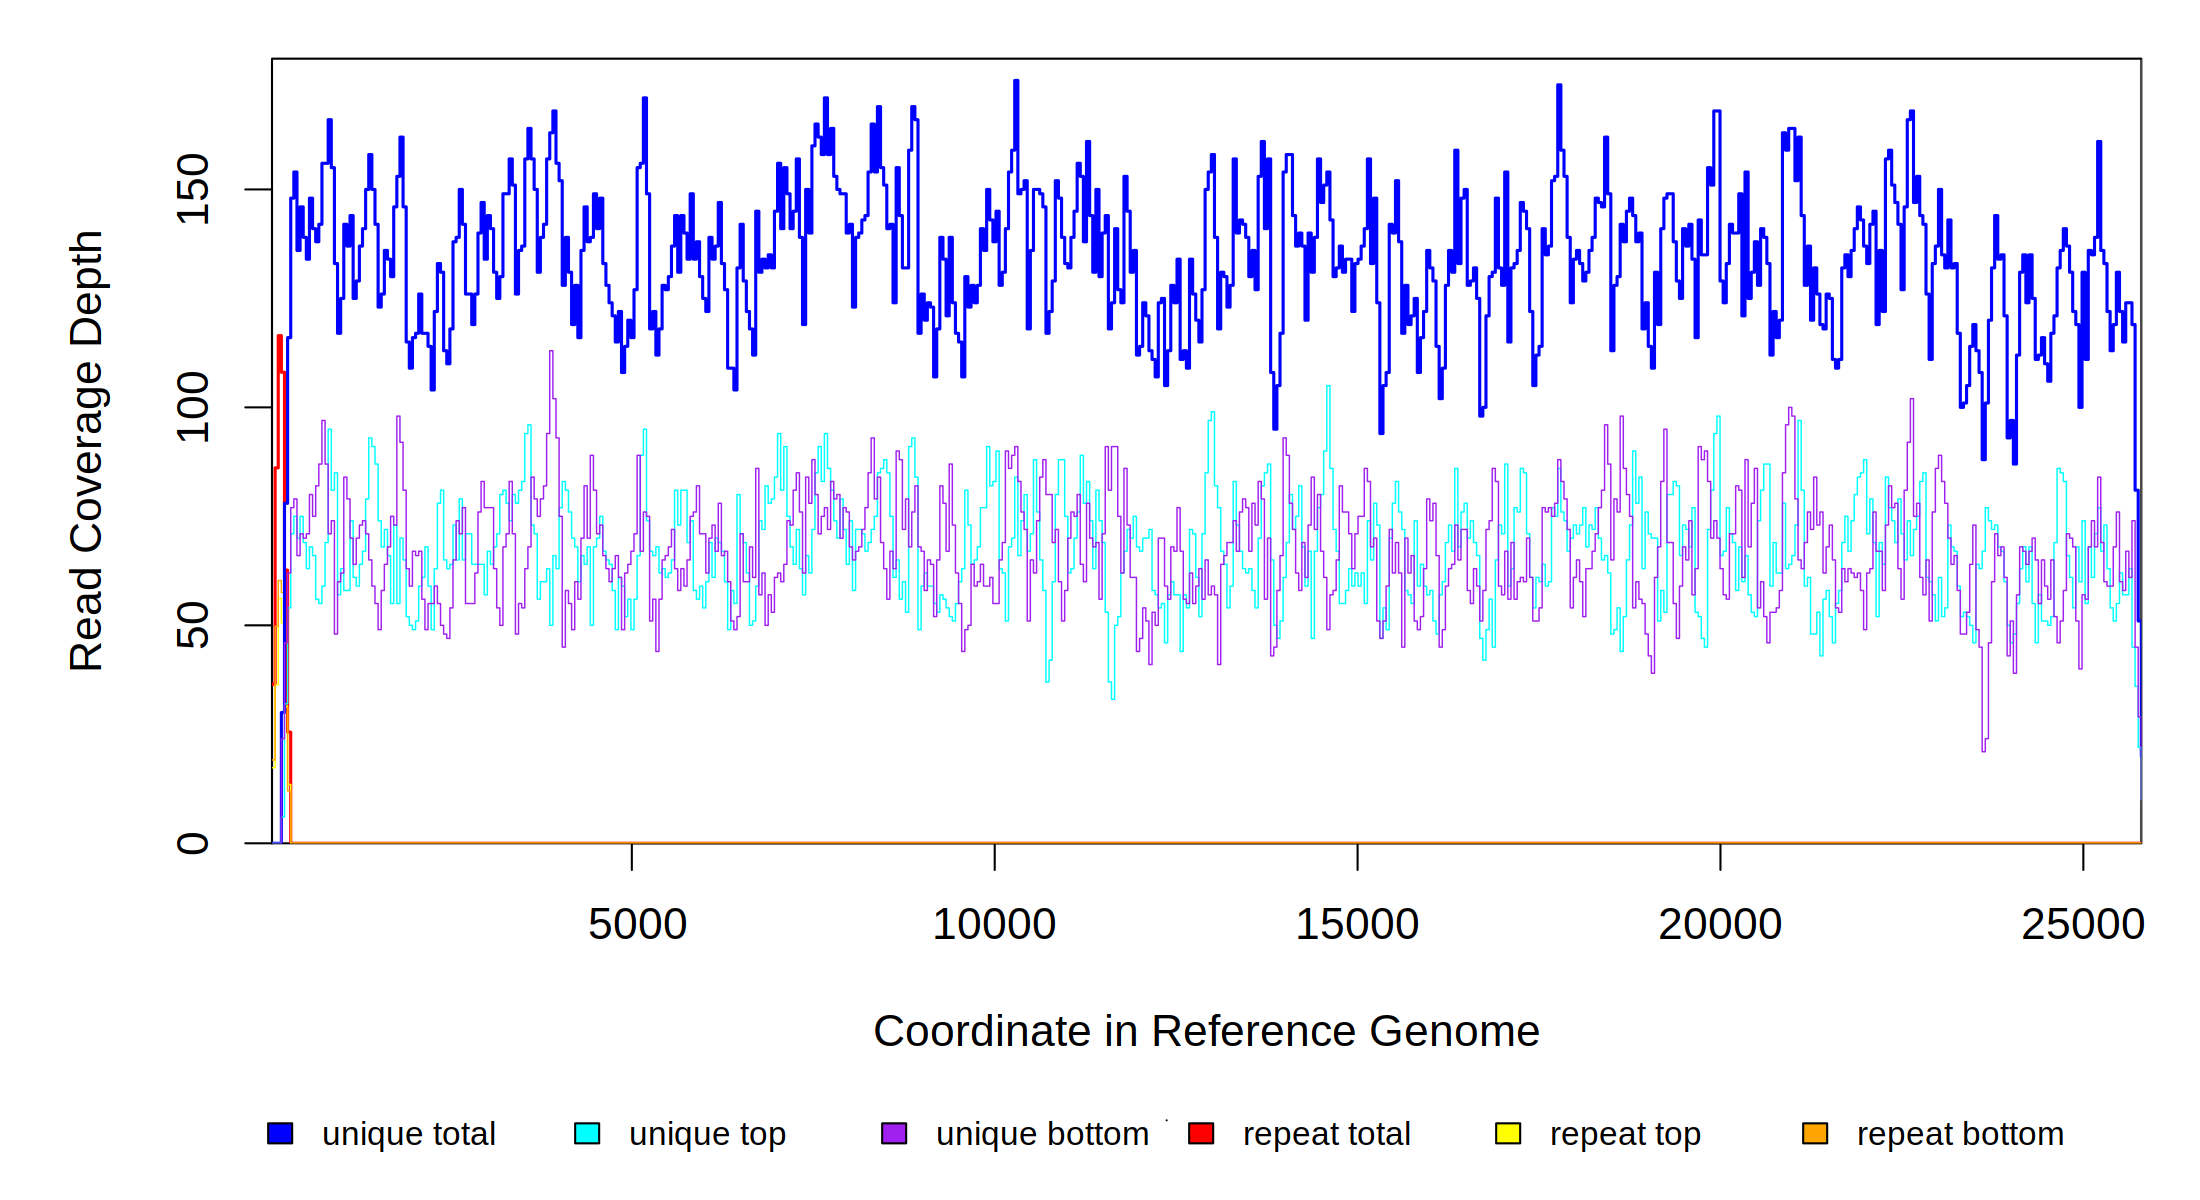 Read Coverage Depth
150
100
50
0
5000 10000 15000 20000 25000
Coordinate in Reference Genome
unique total unique top unique bottom repeat total repeat top repeat bottom